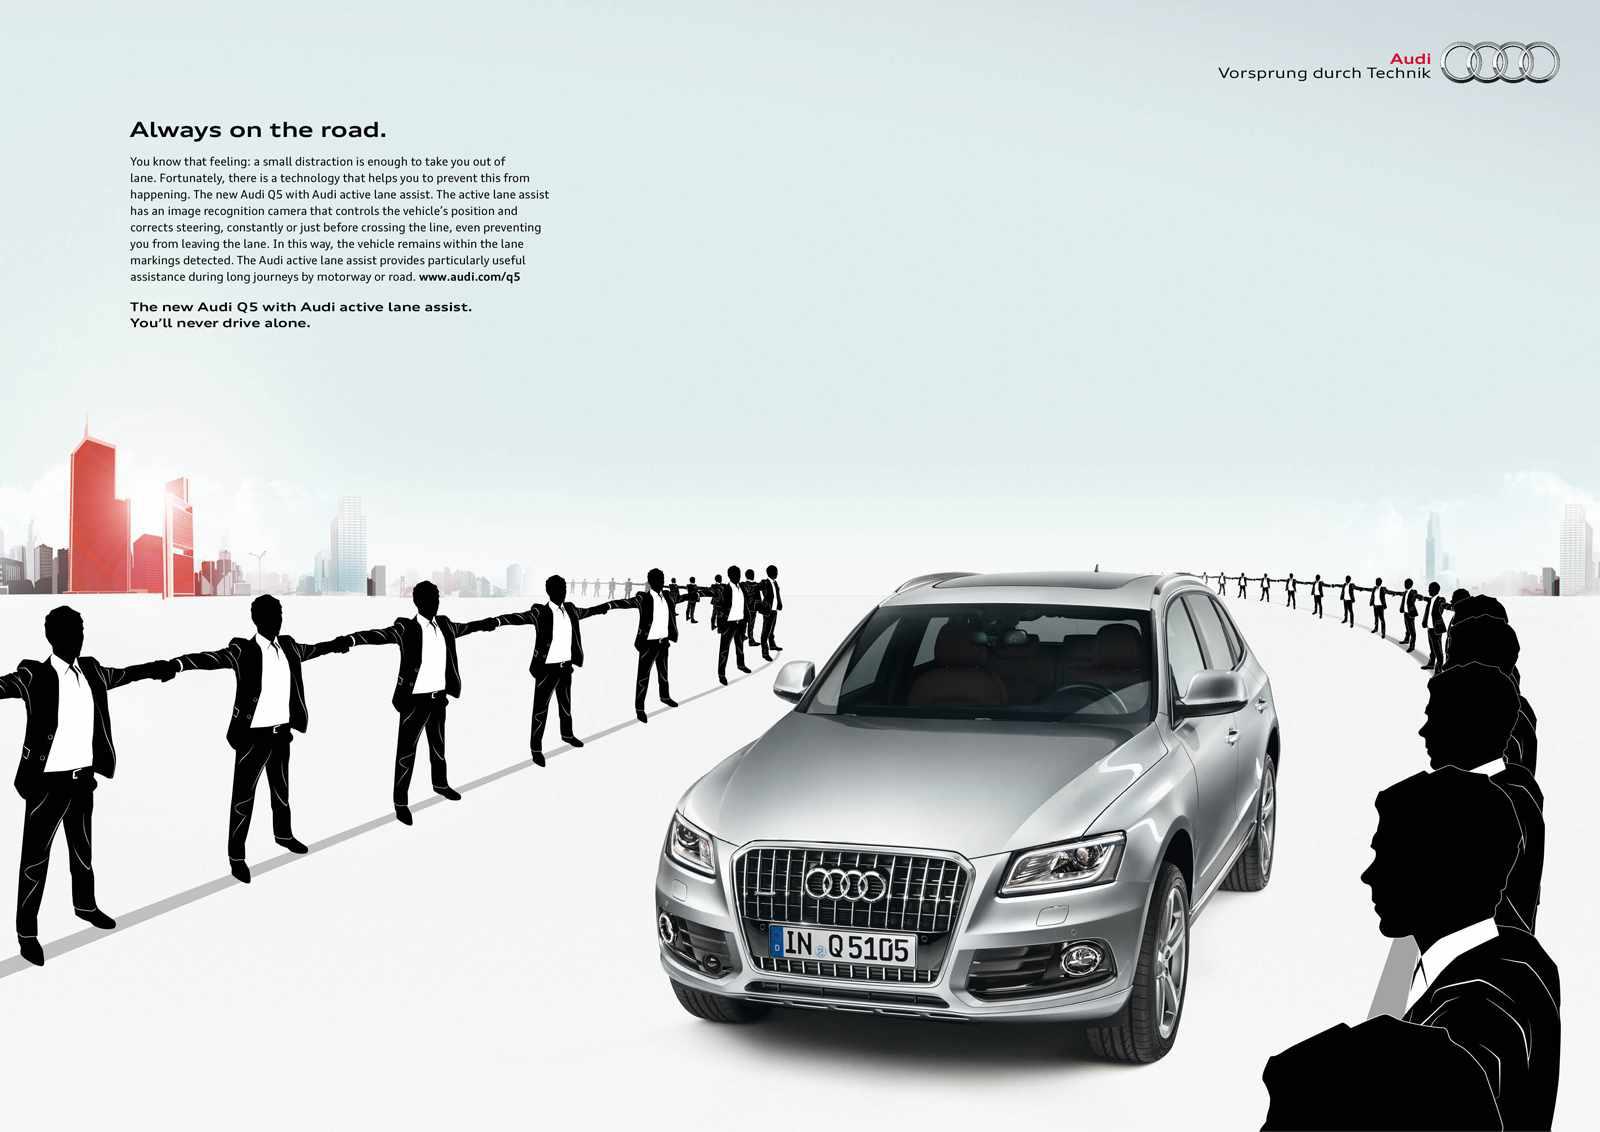 Audi
Vorsprung durch Technik
Always on the road.
You know that feeling: a small distraction is enough to take you out of
lane. Fortunately, there is a technology that helps you to prevent this from
happening. The new Audi Q5 with Audi active lane assist. The active lane assist
has an image recognition camera that controls the vehicle's position and
corrects steering, constantly or just before crossing the line, even preventing
you from leaving the lane. In this way, the vehicle remains within the lane
markings detected. The Audi active lane assist provides particularly useful
assistance during long journeys by motorway or road. www.audi.com/q5
The new Audi Q5 with Audi active lane assist.
You'll never drive alone.
D IN Q 5105